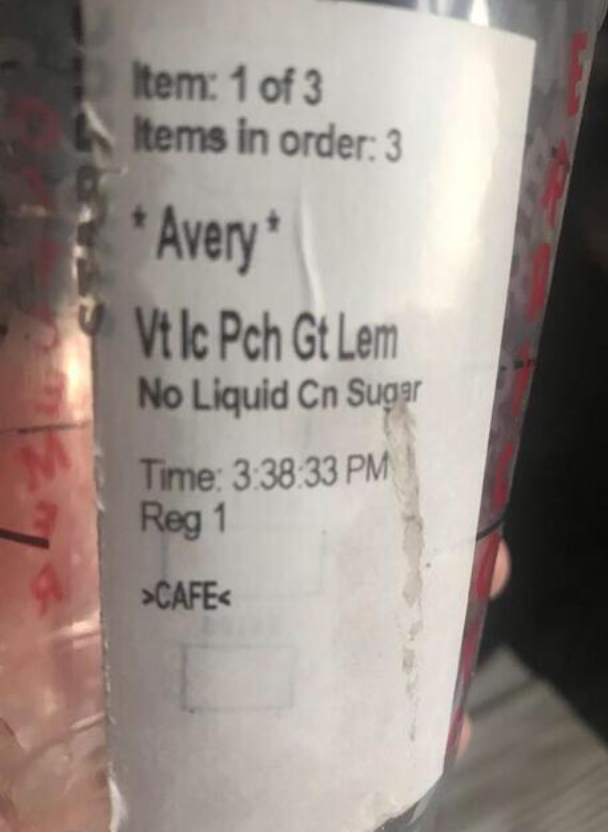 Item: 1 of 3
Items in order: 3
* Avery *
Vt Ic Pch Gt Lem
No Liquid Cn Sugar
Time: 3:38:33 PM
Reg 1
>CAFE<